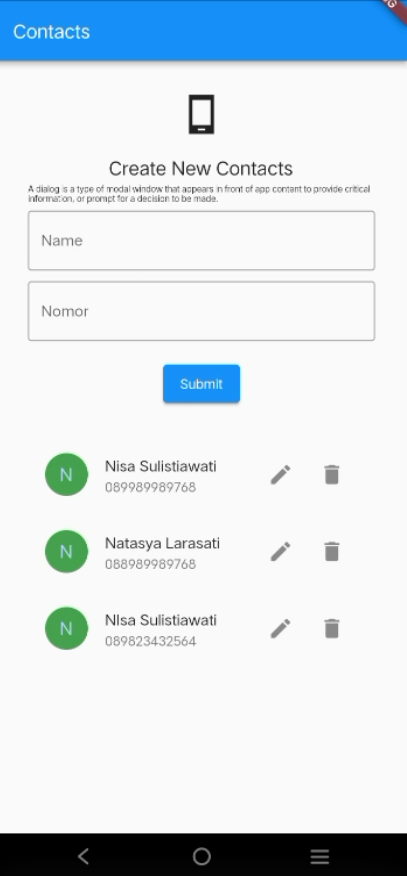 Contacts
Create New Contacts
A dialog is a type of modal window that appears in front of app content to provide critical
information, or prompt for a decision to be made.
Name
Nomor
Submit
N
Nisa Sulistiawati
089989989768
N
Natasya Larasati
088989989768
N
NIsa Sulistiawati
089823432564